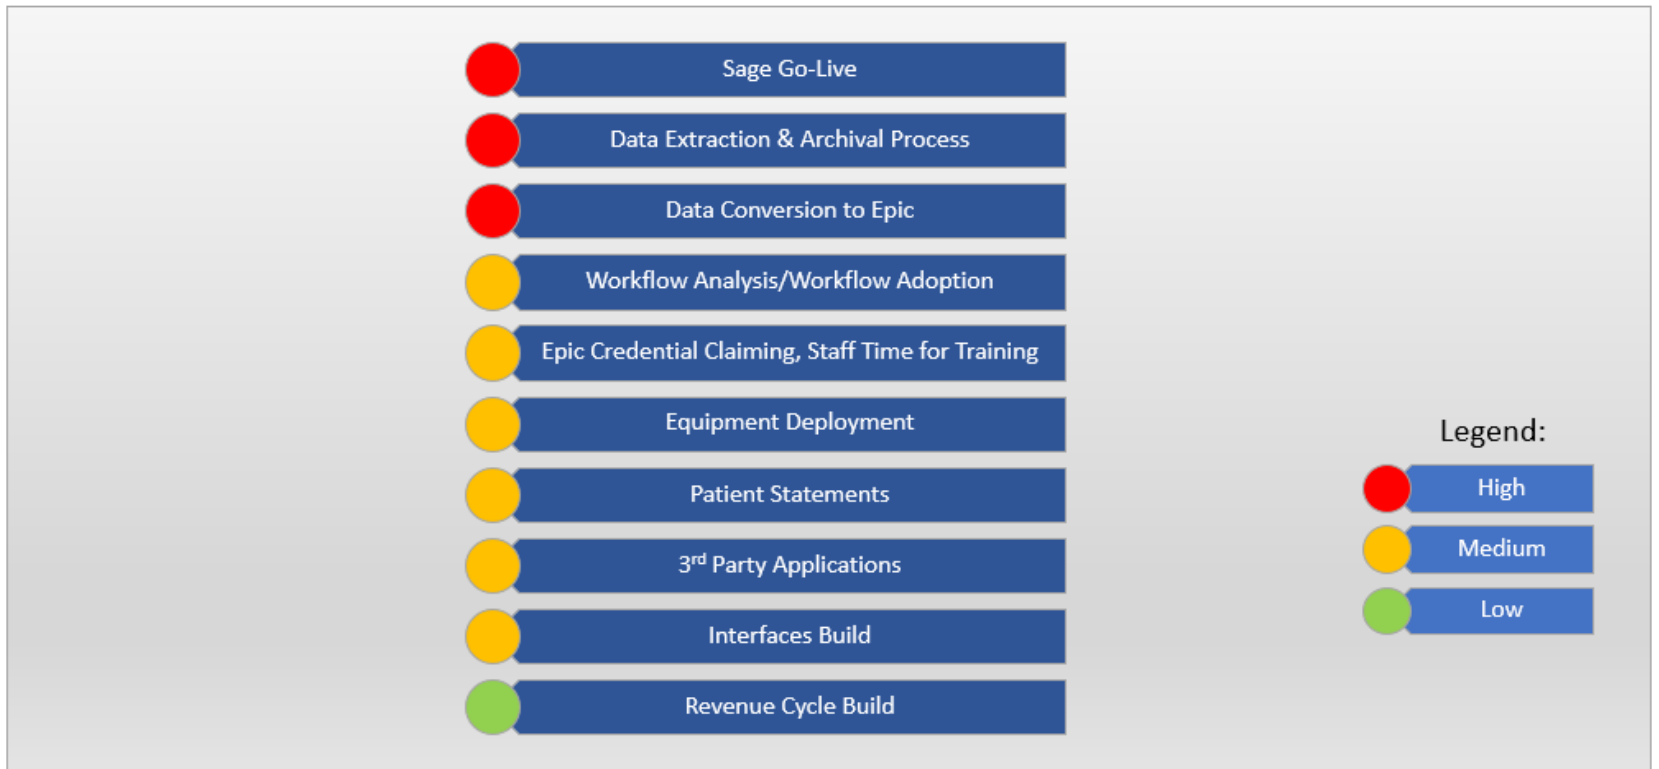 Sage Go-Live
Data Extraction & Archival Process
Data Conversion to Epic
Workflow Analysis/Workflow Adoption
Epic Credential Claiming, Staff Time for Training
Equipment Deployment
Patient Statements
3rd Party Applications
Interfaces Build
Revenue Cycle Build
Legend:
High
Medium
Low